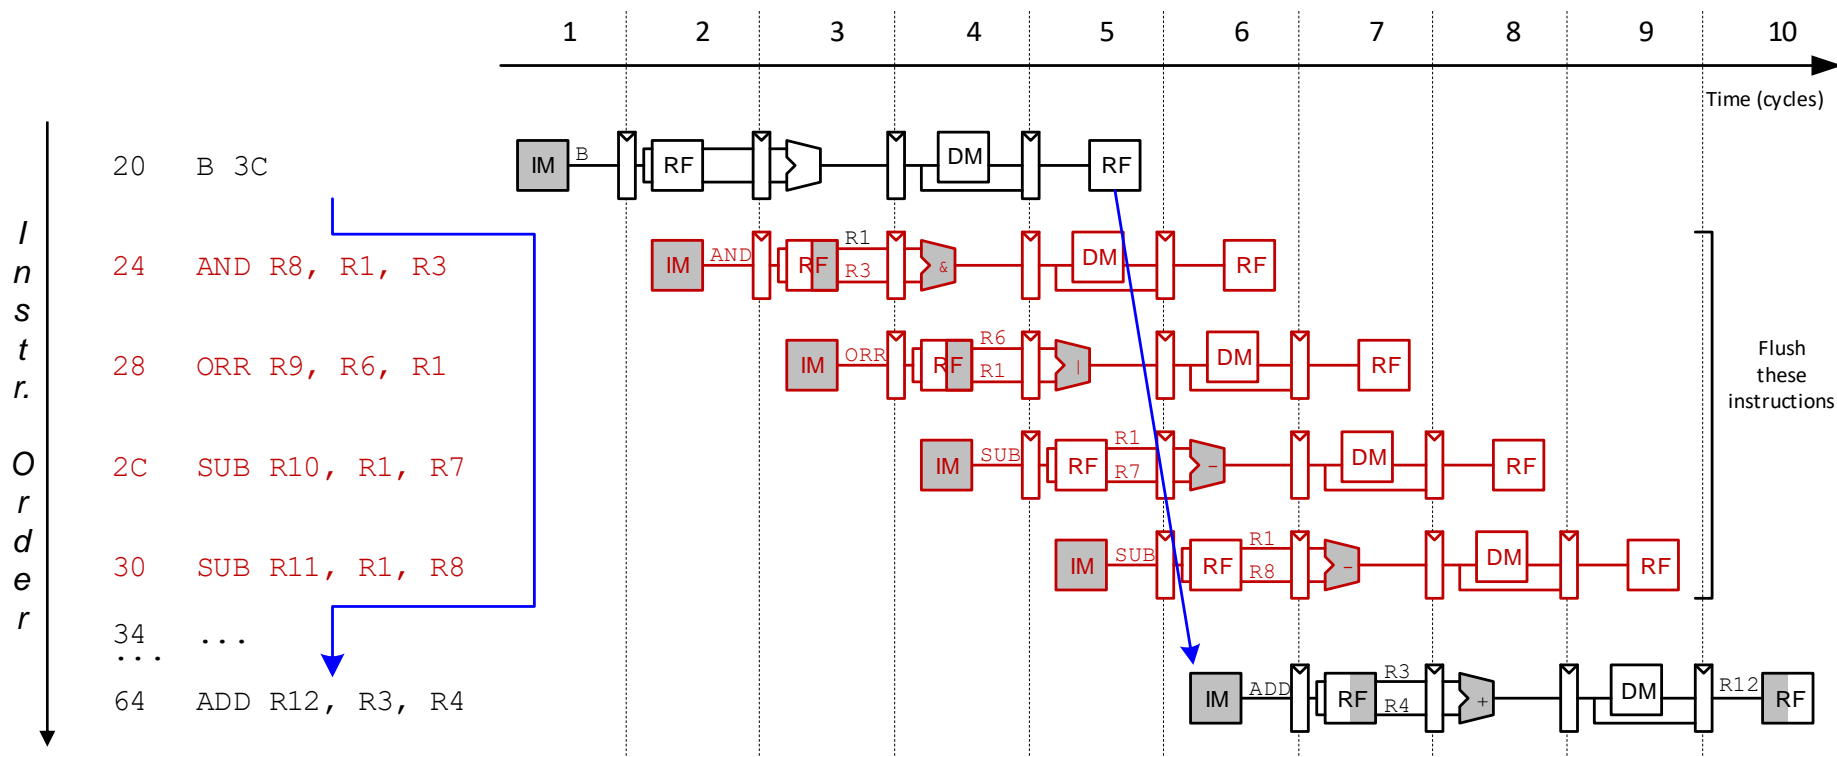 1 2 3 4 5 6 7 8 9 10
Time (cycles)
Instr. Order
20 B 3C IM B RF DM RF
24 AND R8, R1, R3 IM AND RF R1 R3 & DM RF
28 ORR R9, R6, R1 IM ORR RF R6 R1 | DM RF
2C SUB R10, R1, R7 IM SUB RF R1 R7 - DM RF
30 SUB R11, R1, R8 IM SUB RF R1 R8 - DM RF
Flush
these
instructions
34 ...
...
64 ADD R12, R3, R4 IM ADD RF R3 R4 + DM R12 RF